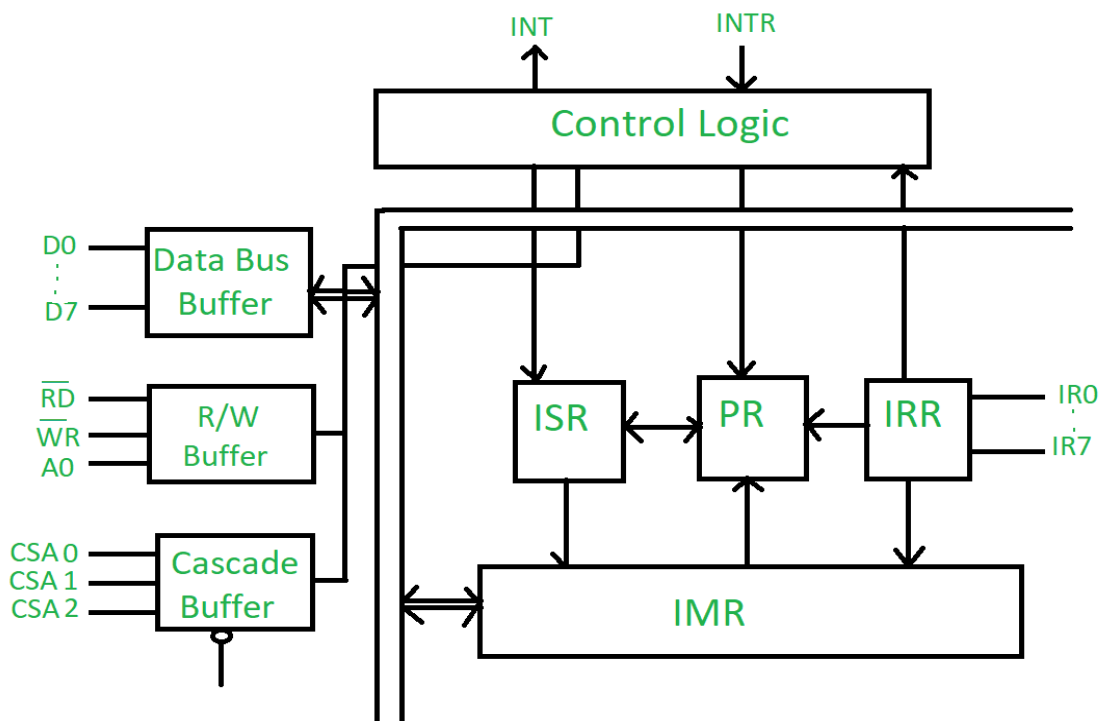 INT
INTR
Control Logic
D0
D7
Data Bus
Buffer
RD
WR
A0
R/W
Buffer
CSA 0
CSA 1
CSA 2
Cascade
Buffer
ISR
PR
IRR
IR0
IR7
IMR